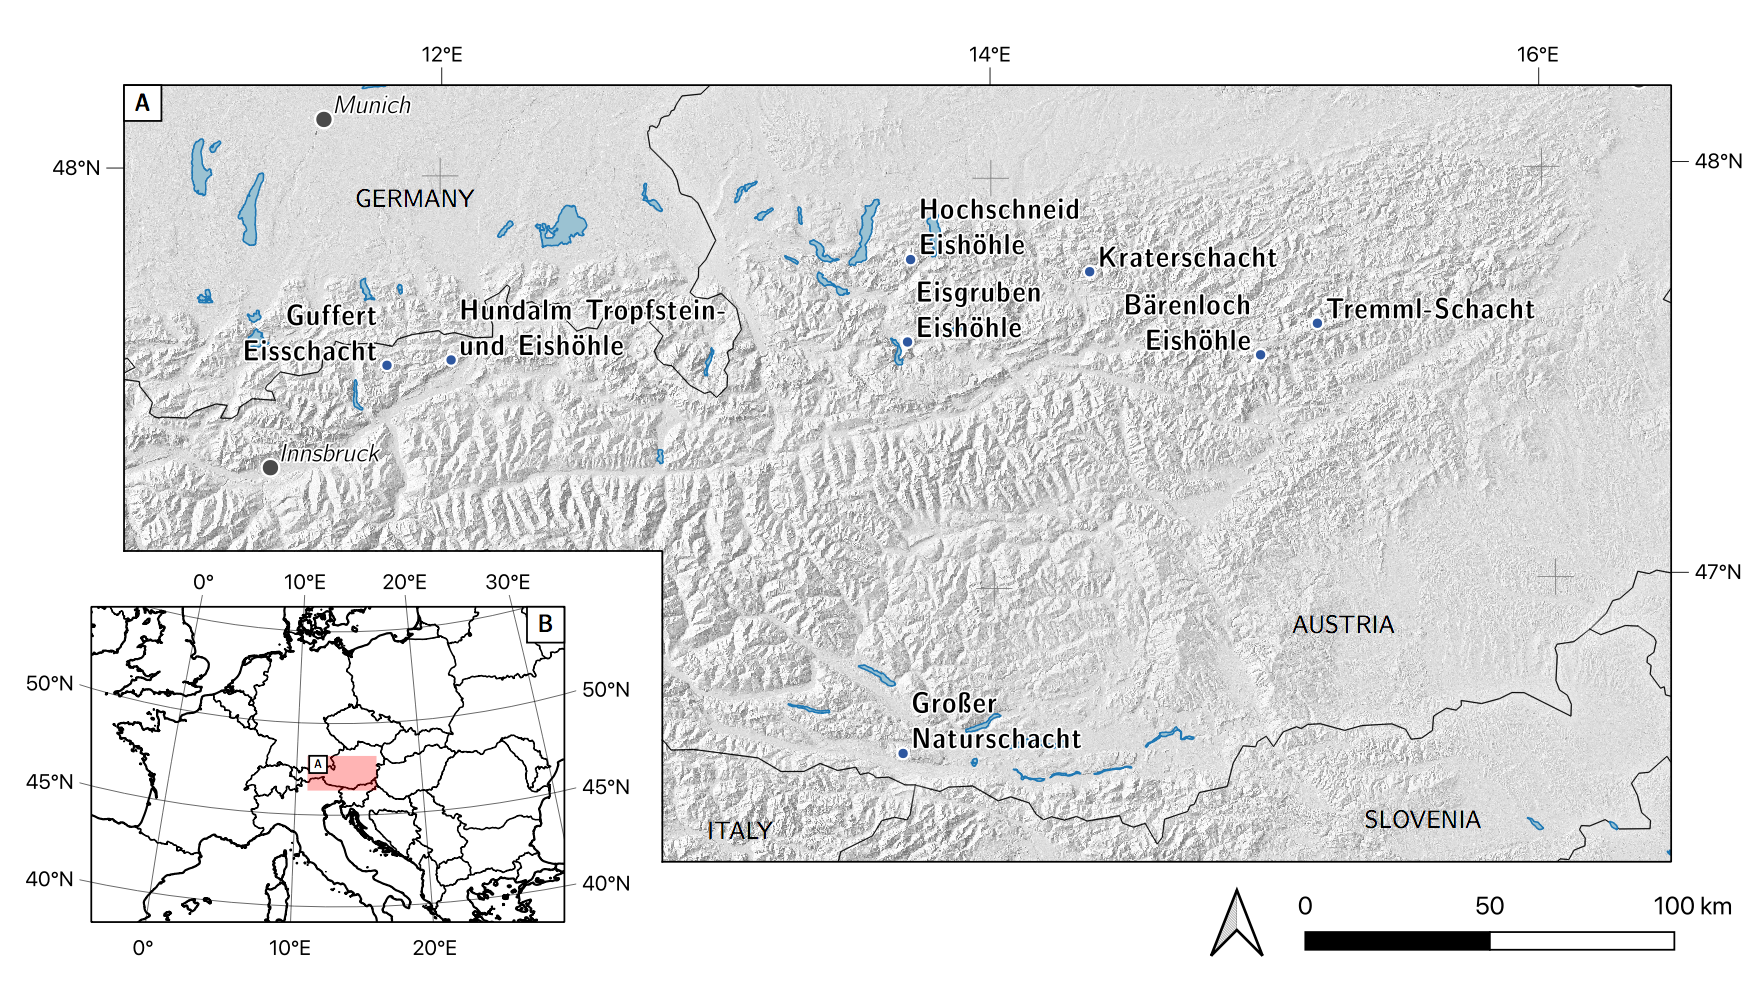 12°E
14°E
16°E
A
Munich
48°N
48°N
GERMANY
Hochschneid
Eishöhle
Kraterschacht
Eisgruben
Eishöhle
Bärenloch
Eishöhle
Tremml-Schacht
Guffert
Eisschacht
Hundalm Tropfstein-
und Eishöhle
Innsbruck
47°N
0°
10°E
20°E
30°E
B
AUSTRIA
50°N
50°N
Großer
Naturschacht
A
45°N
45°N
ITALY
SLOVENIA
40°N
40°N
0°
10°E
20°E
0
50
100 km